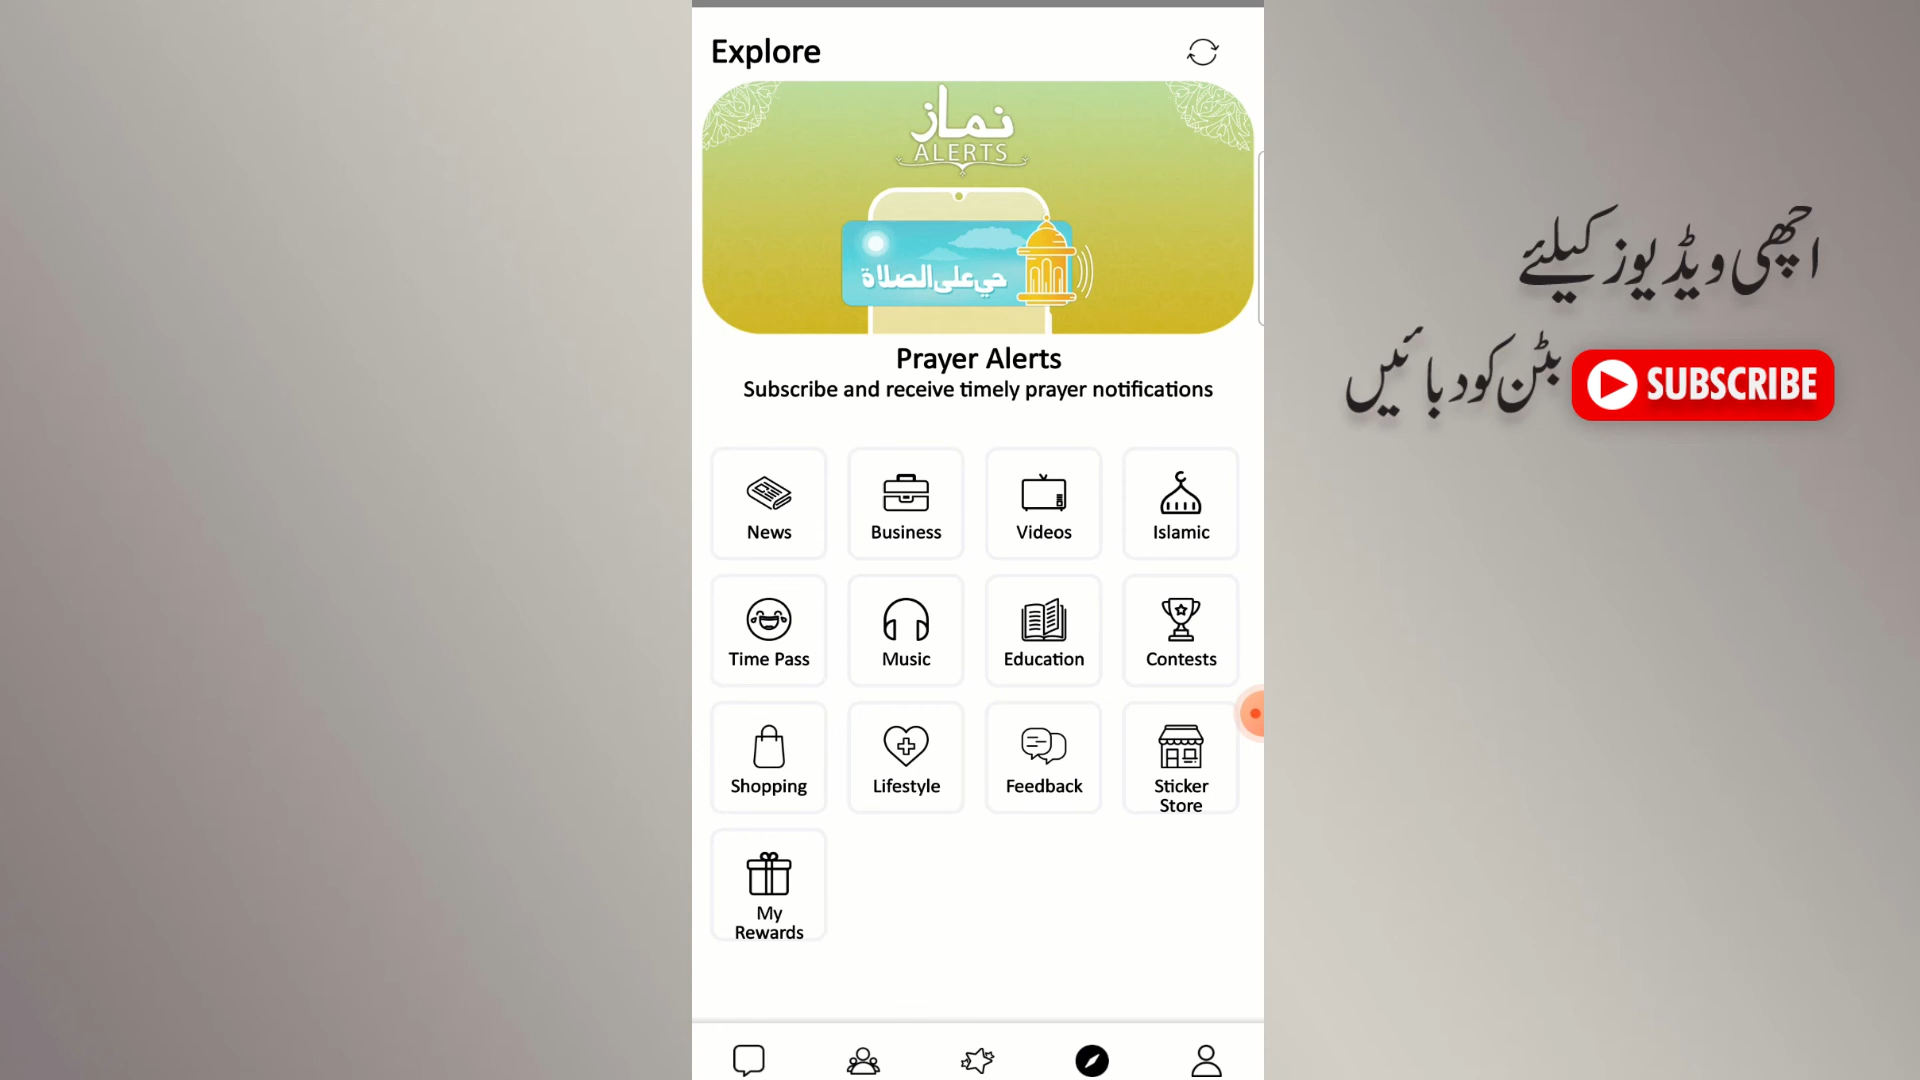 Explore
نماز
ALERTS
حي على الصلاة
Prayer Alerts
Subscribe and receive timely prayer notifications
News
Business
Videos
Islamic
Time Pass
Music
Education
Contests
Shopping
Lifestyle
Feedback
Sticker
Store
My
Rewards
اچھی ویڈیوز کیلئے
SUBSCRIBE بٹن کو دبائیں